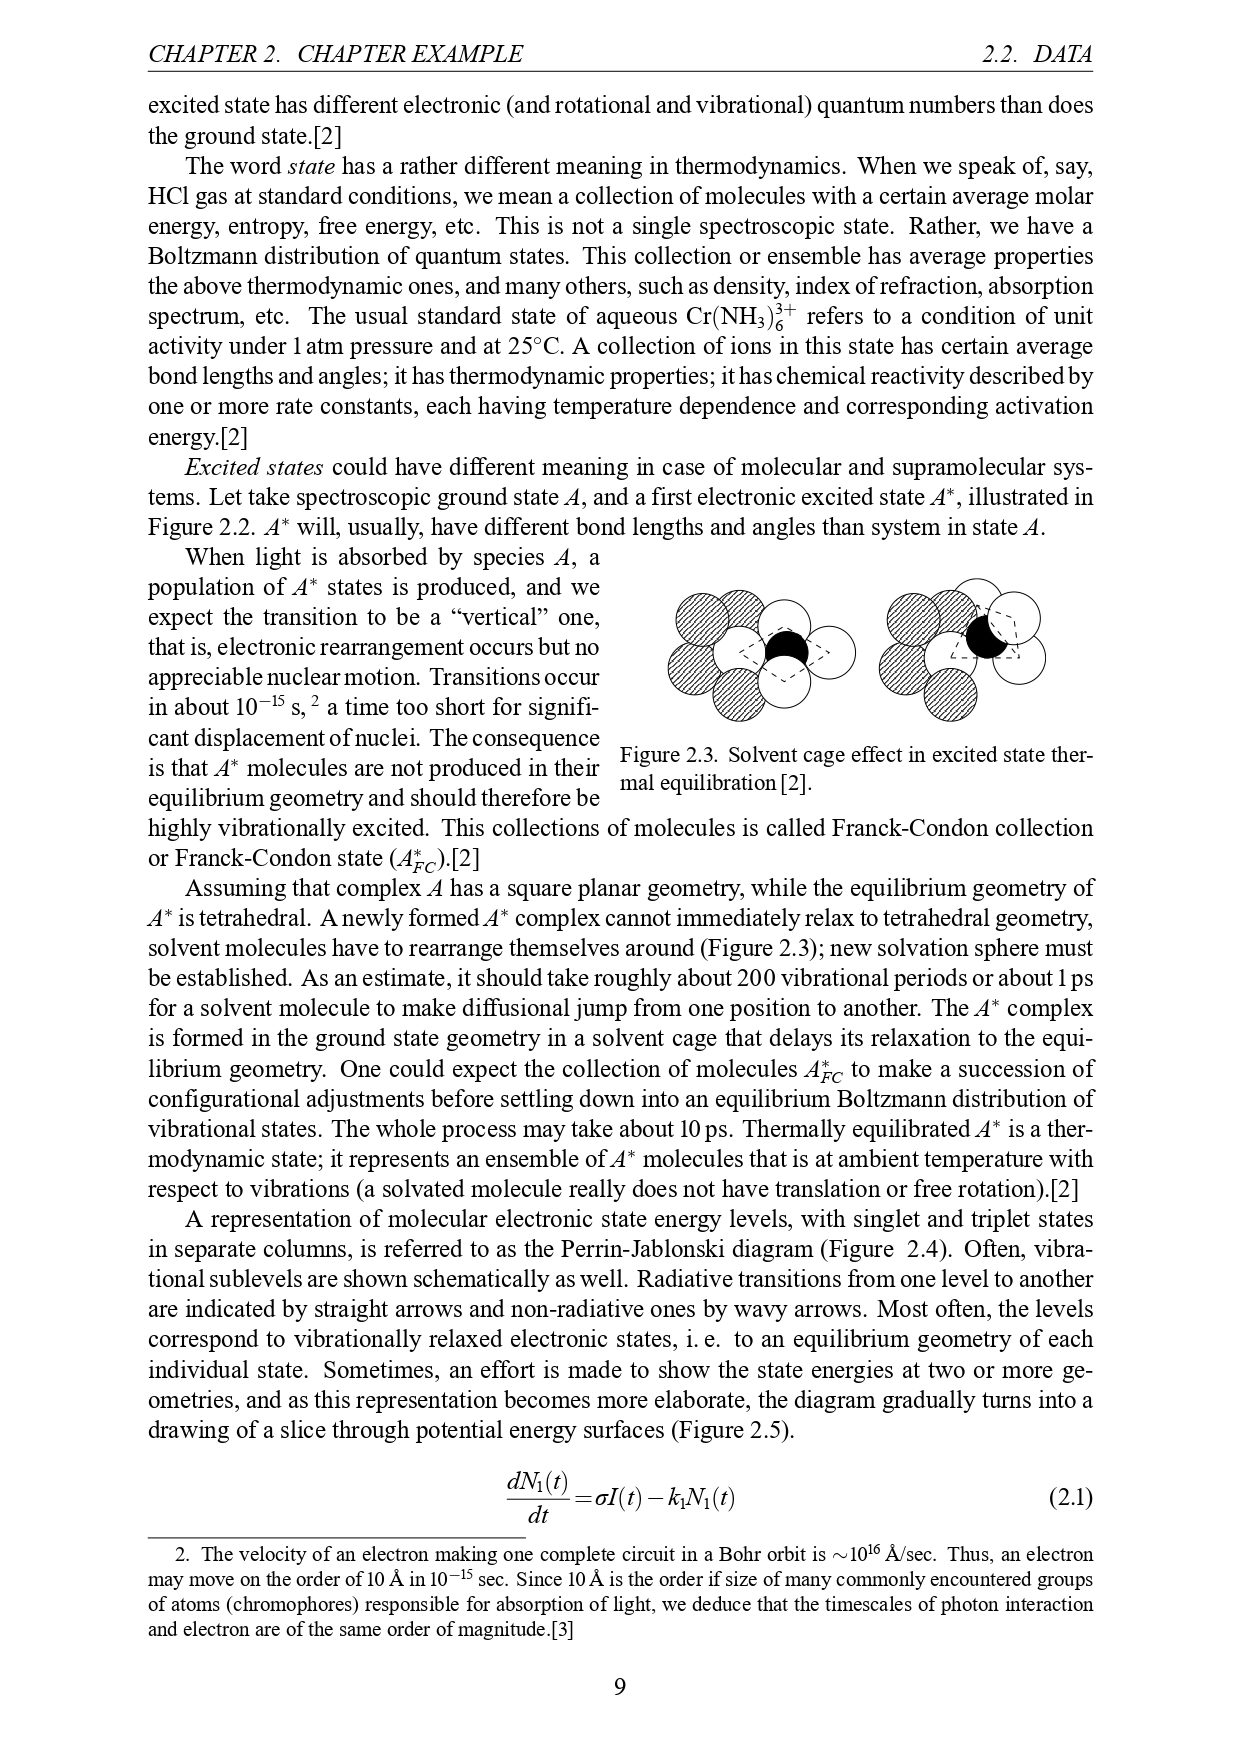 CHAPTER 2. CHAPTER EXAMPLE 2.2. DATA
excited state has different electronic (and rotational and vibrational) quantum numbers than does
the ground state.[2]
The word state has a rather different meaning in thermodynamics. When we speak of, say,
HCl gas at standard conditions, we mean a collection of molecules with a certain average molar
energy, entropy, free energy, etc. This is not a single spectroscopic state. Rather, we have a
Boltzmann distribution of quantum states. This collection or ensemble has average properties
the above thermodynamic ones, and many others, such as density, index of refraction, absorption
spectrum, etc. The usual standard state of aqueous Cr(NH₃)₆³⁺ refers to a condition of unit
activity under 1 atm pressure and at 25°C. A collection of ions in this state has certain average
bond lengths and angles; it has thermodynamic properties; it has chemical reactivity described by
one or more rate constants, each having temperature dependence and corresponding activation
energy.[2]
Excited states could have different meaning in case of molecular and supramolecular sys-
tems. Let take spectroscopic ground state A, and a first electronic excited state A*, illustrated in
Figure 2.2. A* will, usually, have different bond lengths and angles than system in state A.
When light is absorbed by species A, a
population of A* states is produced, and we
expect the transition to be a “vertical” one,
that is, electronic rearrangement occurs but no
appreciable nuclear motion. Transitions occur
in about 10⁻¹⁵ s, ² a time too short for signifi-
cant displacement of nuclei. The consequence
is that A* molecules are not produced in their
equilibrium geometry and should therefore be
Figure 2.3. Solvent cage effect in excited state ther-
mal equilibration [2].
highly vibrationally excited. This collections of molecules is called Franck-Condon collection
or Franck-Condon state (A*FC).[2]
Assuming that complex A has a square planar geometry, while the equilibrium geometry of
A* is tetrahedral. A newly formed A* complex cannot immediately relax to tetrahedral geometry,
solvent molecules have to rearrange themselves around (Figure 2.3); new solvation sphere must
be established. As an estimate, it should take roughly about 200 vibrational periods or about 1 ps
for a solvent molecule to make diffusional jump from one position to another. The A* complex
is formed in the ground state geometry in a solvent cage that delays its relaxation to the equi-
librium geometry. One could expect the collection of molecules A*FC to make a succession of
configurational adjustments before settling down into an equilibrium Boltzmann distribution of
vibrational states. The whole process may take about 10 ps. Thermally equilibrated A* is a ther-
modynamic state; it represents an ensemble of A* molecules that is at ambient temperature with
respect to vibrations (a solvated molecule really does not have translation or free rotation).[2]
A representation of molecular electronic state energy levels, with singlet and triplet states
in separate columns, is referred to as the Perrin-Jablonski diagram (Figure 2.4). Often, vibra-
tional sublevels are shown schematically as well. Radiative transitions from one level to another
are indicated by straight arrows and non-radiative ones by wavy arrows. Most often, the levels
correspond to vibrationally relaxed electronic states, i. e. to an equilibrium geometry of each
individual state. Sometimes, an effort is made to show the state energies at two or more ge-
ometries, and as this representation becomes more elaborate, the diagram gradually turns into a
drawing of a slice through potential energy surfaces (Figure 2.5).
dN₁(t)/dt = σI(t) − k₁N₁(t) (2.1)
2. The velocity of an electron making one complete circuit in a Bohr orbit is ∼10¹⁶ Å/sec. Thus, an electron
may move on the order of 10 Å in 10⁻¹⁵ sec. Since 10 Å is the order if size of many commonly encountered groups
of atoms (chromophores) responsible for absorption of light, we deduce that the timescales of photon interaction
and electron are of the same order of magnitude.[3]
9